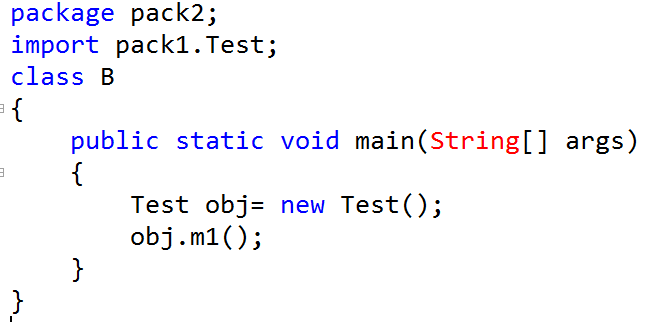 package pack2;
import pack1.Test;
class B
{
    public static void main(String[] args)
    {
        Test obj= new Test();
        obj.m1();
    }
}